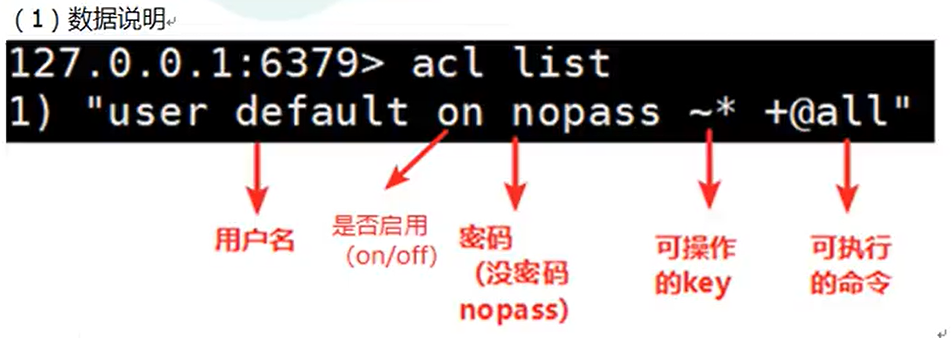 （1）数据说明
127.0.0.1:6379> acl list
1) "user default on nopass ~* +@all"
用户名
是否启用
（on/off）
密码
（没密码
nopass）
可操作
的key
可执行
的命令